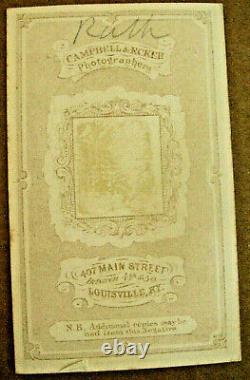 Ruth
CAMPBELL & ECKER
Photographers
407 MAIN STREET
between 4th & 5th
LOUISVILLE, KY.
N.B. Additional copies may be
had from this Negative